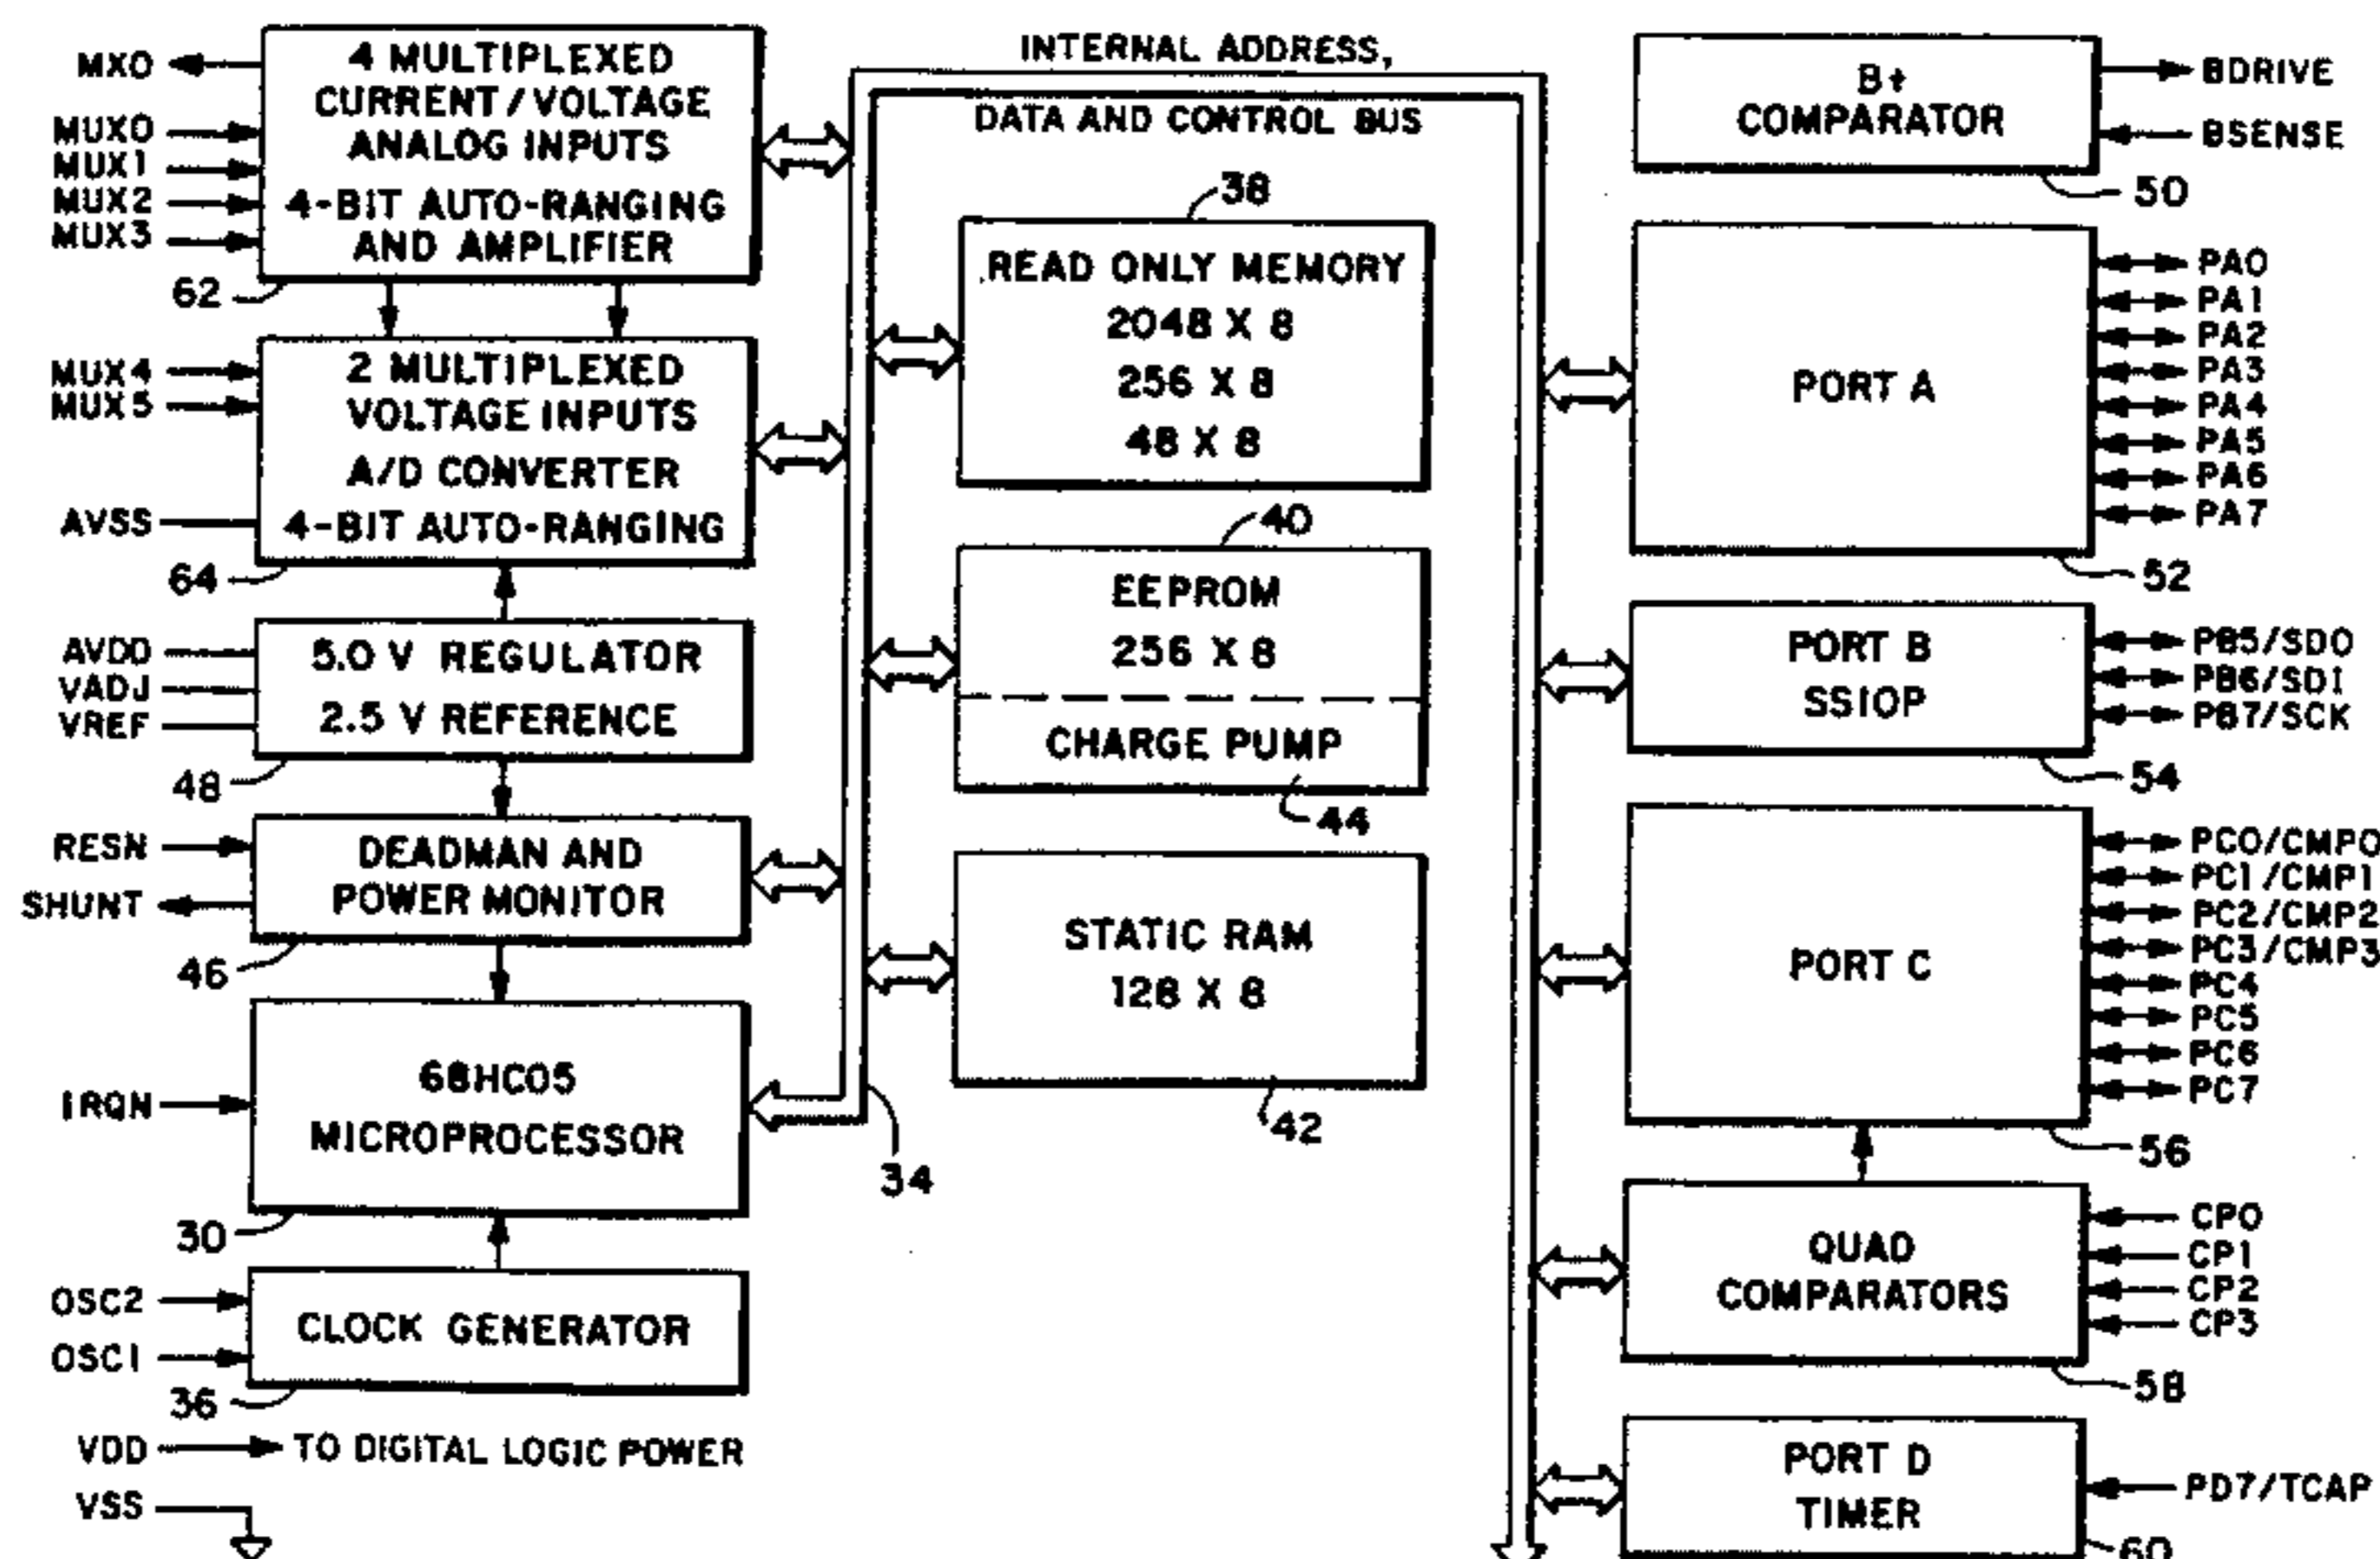 MXO
MUX0
MUX1
MUX2
MUX3
4 MULTIPLEXED
CURRENT/VOLTAGE
ANALOG INPUTS
4-BIT AUTO-RANGING
AND AMPLIFIER
62
MUX4
MUX5
AVSS
2 MULTIPLEXED
VOLTAGE INPUTS
A/D CONVERTER
4-BIT AUTO-RANGING
64
AVDD
VADJ
VREF
5.0 V REGULATOR
2.5 V REFERENCE
48
RESN
SHUNT
DEADMAN AND
POWER MONITOR
46
IRQN
68HC05
MICROPROCESSOR
30
OSC2
OSC1
CLOCK GENERATOR
36
VDD
TO DIGITAL LOGIC POWER
VSS
INTERNAL ADDRESS,
DATA AND CONTROL BUS
38
READ ONLY MEMORY
2048 X 8
256 X 8
48 X 8
40
EEPROM
256 X 8
CHARGE PUMP
44
STATIC RAM
128 X 8
42
34
B+
COMPARATOR
BDRIVE
BSENSE
50
PORT A
PA0
PA1
PA2
PA3
PA4
PA5
PA6
PA7
52
PORT B
SSIOP
PB5/SDO
PB6/SDI
PB7/SCK
54
PORT C
PC0/CMP0
PC1/CMP1
PC2/CMP2
PC3/CMP3
PC4
PC5
PC6
PC7
56
QUAD
COMPARATORS
CP0
CP1
CP2
CP3
58
PORT D
TIMER
PD7/TCAP
60